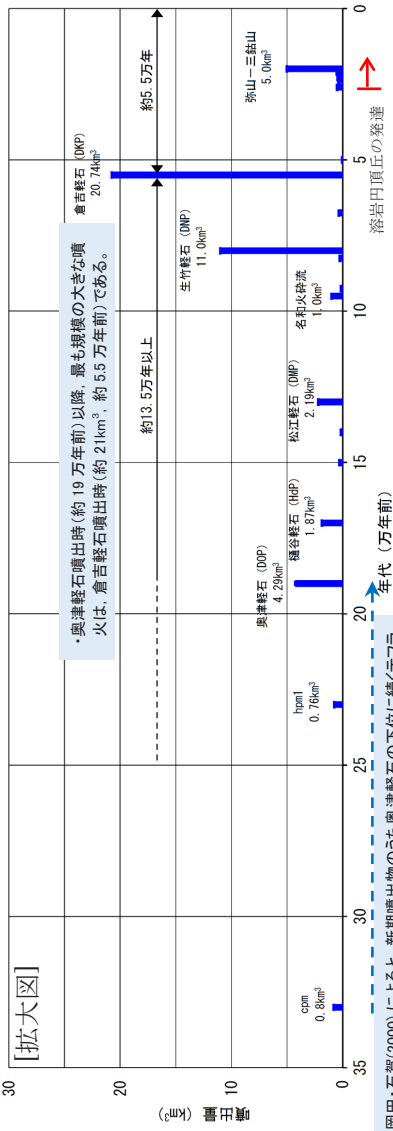 [拡大図]
・奥津軽石噴出時(約 19 万年前)以降, 最も規模の大きな噴
火は, 倉吉軽石噴出時(約 21km³, 約 5.5 万年前)である。
噴出量 (km³)
30
20
10
0
約13.5万年以上
約5.5万年
cpm
0.8km³
hpm1
0.76km³
奥津軽石 (DOP)
4.29km³
樋谷軽石 (HdP)
1.87km³
松江軽石 (DMP)
2.19km³
名和火砕流
1.0km³
生竹軽石 (DNP)
11.0km³
倉吉軽石 (DKP)
20.74km³
弥山－三鈷山
5.0km³
35
30
25
20
15
10
5
0
年代 (万年前)
溶岩円頂丘の発達
岡田・石賀(2000)によると、新期噴出物のうち奥津軽石の下位に続くテフラ